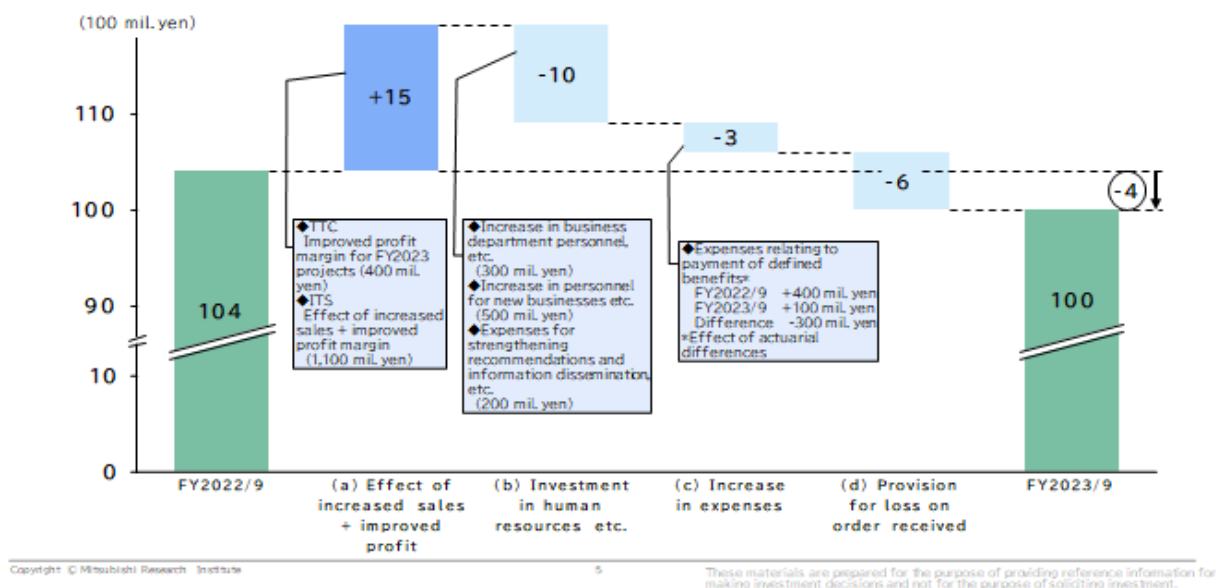 (100 mil. yen)
110
100
90
10
0
104
+15
-10
-3
-6
-4
100
◆TTC
Improved profit
margin for FY2023
projects (400 mil.
yen)
◆ITS
Effect of increased
sales + improved
profit margin
(1,100 mil. yen)
◆Increase in business
department personnel,
etc.
(300 mil. yen)
◆Increase in personnel
for new businesses etc.
(500 mil. yen)
◆Expenses for
strengthening
recommendations and
information dissemination,
etc.
(200 mil. yen)
◆Expenses relating to
payment of defined
benefits*
FY2022/9 +400 mil. yen
FY2023/9 +100 mil. yen
Difference -300 mil. yen
*Effect of actuarial
differences
FY2022/9
(a) Effect of
increased sales
+ improved
profit
(b) Investment
in human
resources etc.
(c) Increase
in expenses
(d) Provision
for loss on
order received
FY2023/9
Copyright © Mitsubishi Research Institute
5
These materials are prepared for the purpose of providing reference information for
making investment decisions and not for the purpose of soliciting investment.